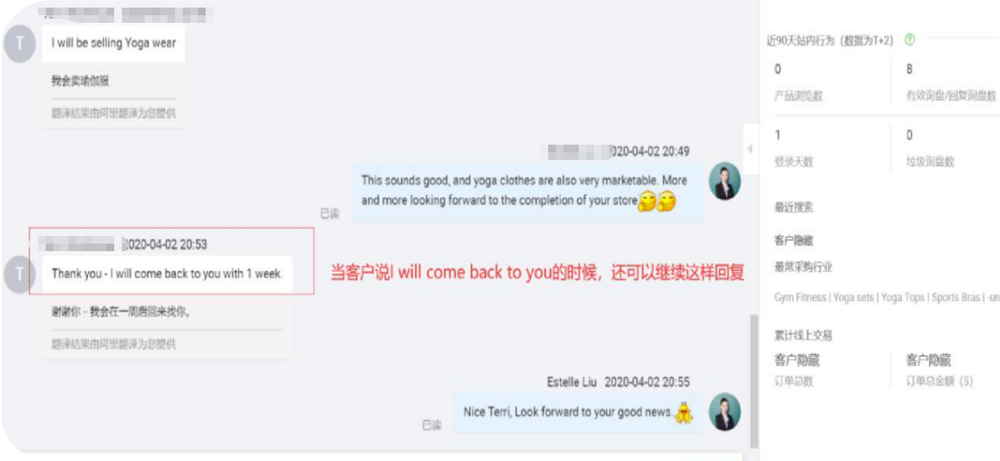 T
I will be selling Yoga wear
我会卖瑜伽服
翻译结果由阿里翻译为您提供
020-04-02 20:49
This sounds good, and yoga clothes are also very marketable. More
and more looking forward to the completion of your store
已读
2020-04-02 20:53
T
Thank you - I will come back to you with 1 week.
谢谢你 – 我会在一周后回来找你。
翻译结果由阿里翻译为您提供
当客户说I will come back to you的时候，还可以继续这样回复
Estelle Liu 2020-04-02 20:55
Nice Terri, Look forward to your good news.
已读
近90天站内行为（数据为T+2）
0
8
产品浏览数
有效询盘/回复询盘数
1
0
登录天数
垃圾询盘数
最近搜索
客户隐藏
最常采购行业
Gym Fitness | Yoga sets | Yoga Tops | Sports Bras | -un
累计线上交易
客户隐藏
客户隐藏
订单总数
订单总金额（$）